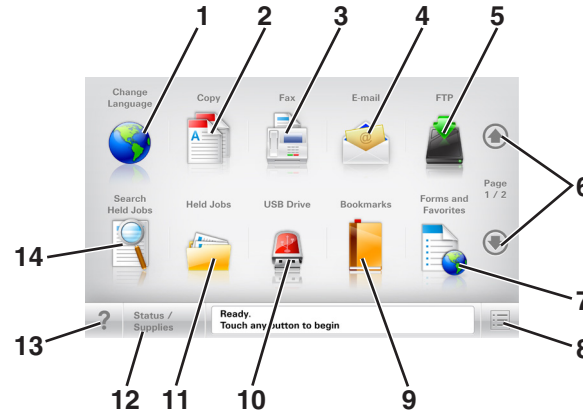 1 2 3 4 5
Change
Language
Copy
Fax
E-mail
FTP
A
@
6
Page
1 / 2
Search
Held Jobs
Held Jobs
USB Drive
Bookmarks
Forms and
Favorites
14
7
?
Status /
Supplies
Ready.
Touch any button to begin
13
8
12 11 10 9